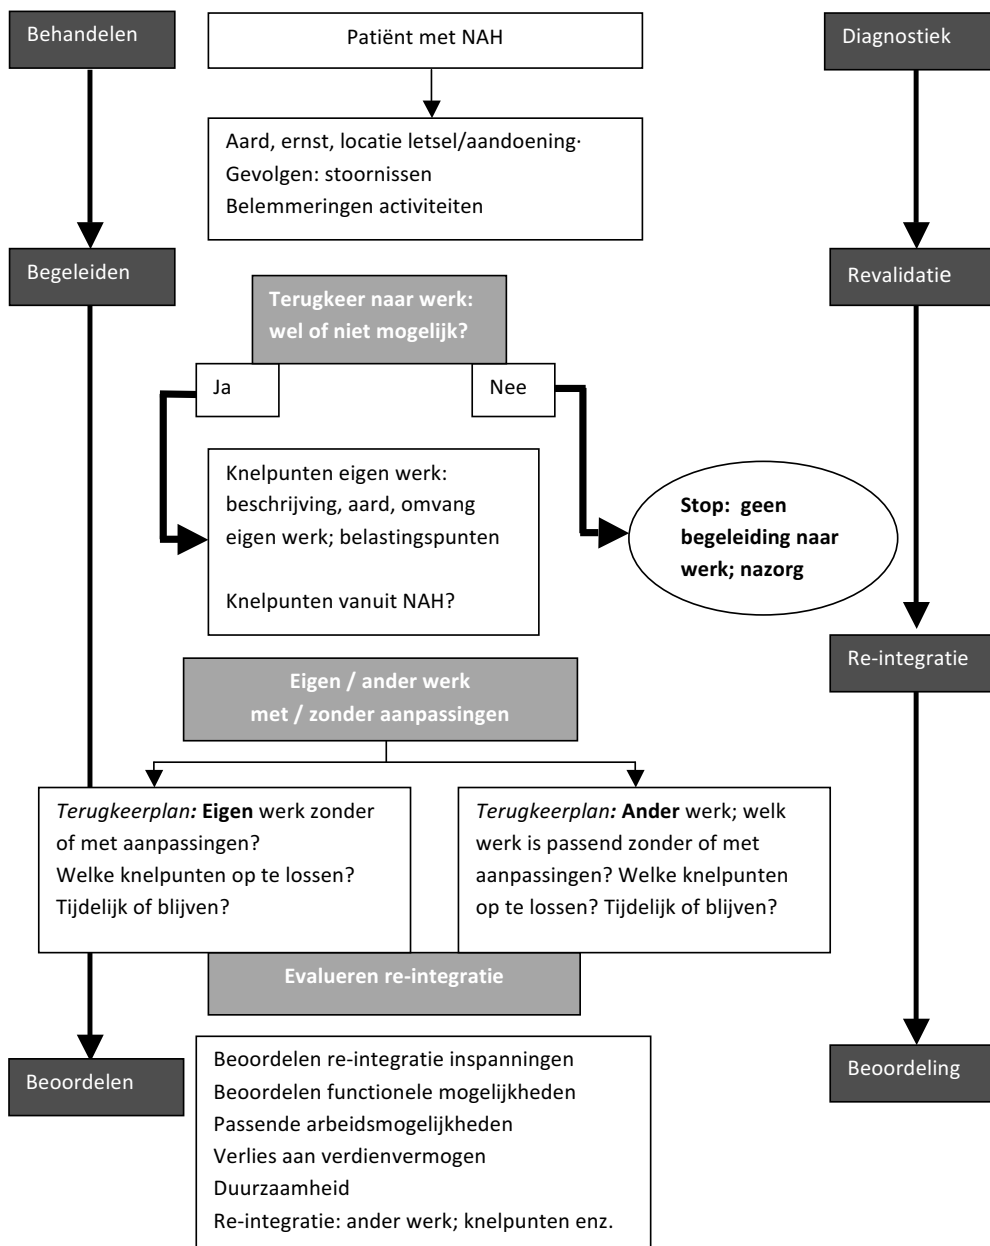 Behandelen
Patiënt met NAH
Diagnostiek
Aard, ernst, locatie letsel/aandoening·
Gevolgen: stoornissen
Belemmeringen activiteiten
Begeleiden
Revalidatie
Terugkeer naar werk:
wel of niet mogelijk?
Ja
Nee
Knelpunten eigen werk:
beschrijving, aard, omvang
eigen werk; belastingspunten
Knelpunten vanuit NAH?
Stop: geen
begeleiding naar
werk; nazorg
Re-integratie
Eigen / ander werk
met / zonder aanpassingen
Terugkeerplan: Eigen werk zonder
of met aanpassingen?
Welke knelpunten op te lossen?
Tijdelijk of blijven?
Terugkeerplan: Ander werk; welk
werk is passend zonder of met
aanpassingen? Welke knelpunten
op te lossen? Tijdelijk of blijven?
Evalueren re-integratie
Beoordelen
Beoordeling
Beoordelen re-integratie inspanningen
Beoordelen functionele mogelijkheden
Passende arbeidsmogelijkheden
Verlies aan verdienvermogen
Duurzaamheid
Re-integratie: ander werk; knelpunten enz.